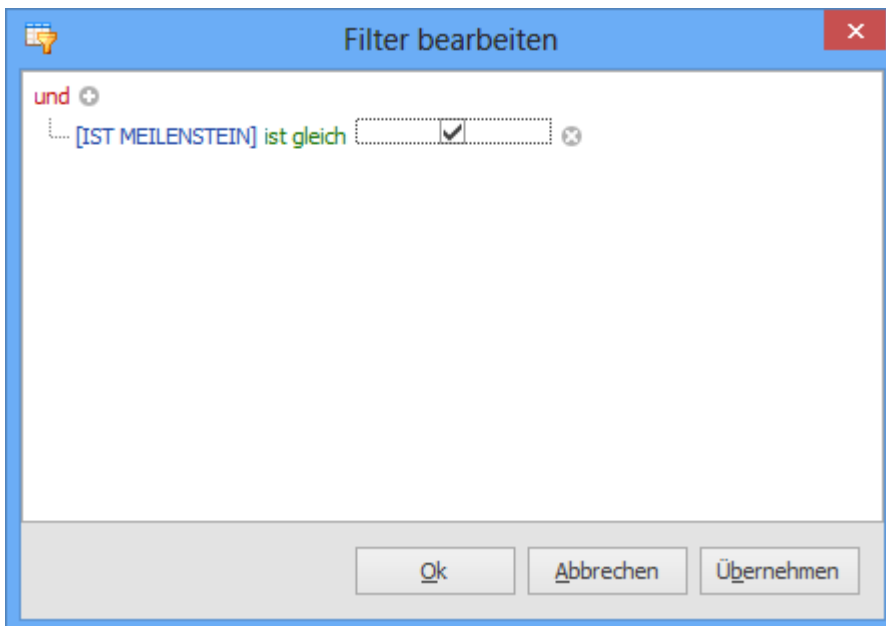 Filter bearbeiten
und
[IST MEILENSTEIN] ist gleich
Ok Abbrechen Übernehmen